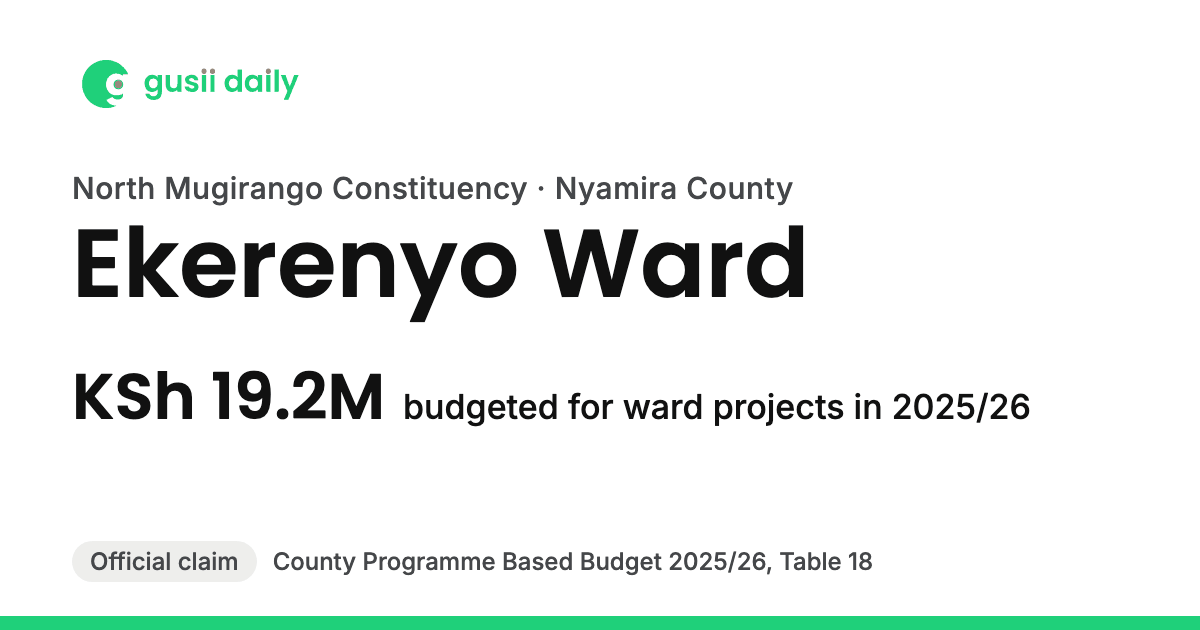 gusii daily
North Mugirango Constituency · Nyamira County
Ekerenyo Ward
KSh 19.2M budgeted for ward projects in 2025/26
Official claim County Programme Based Budget 2025/26, Table 18